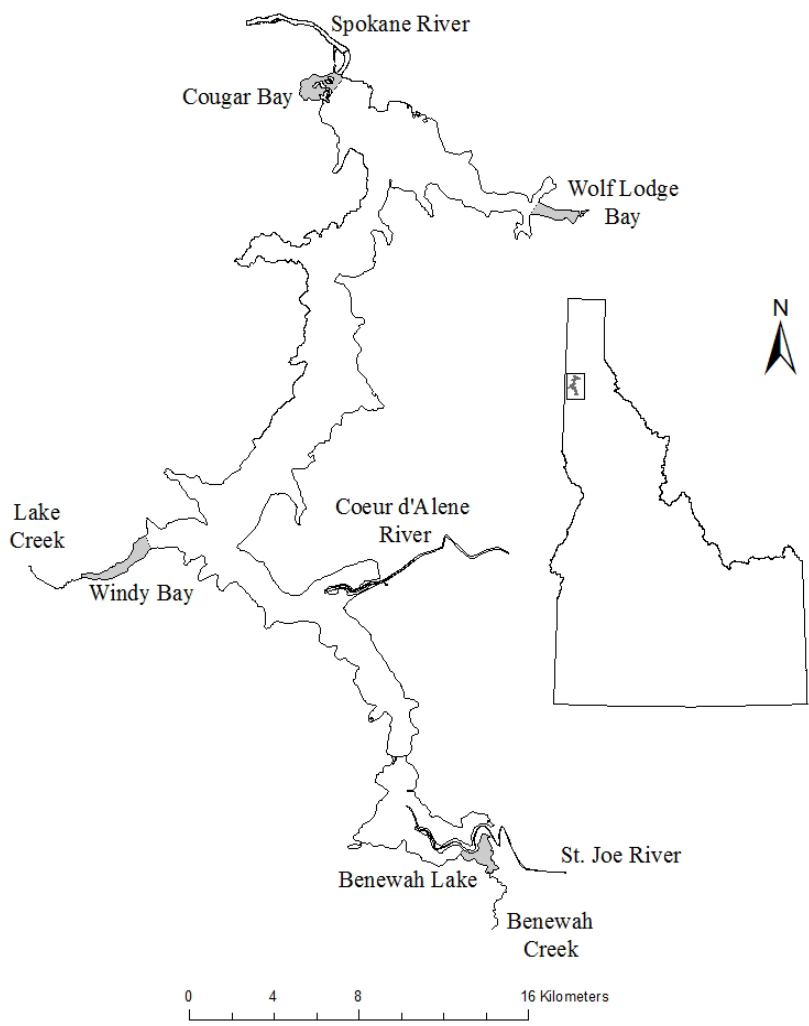 Spokane River
Cougar Bay
Wolf Lodge
Bay
N
Coeur d'Alene
River
Lake
Creek
Windy Bay
St. Joe River
Benewah Lake
Benewah
Creek
0 4 8 16 Kilometers